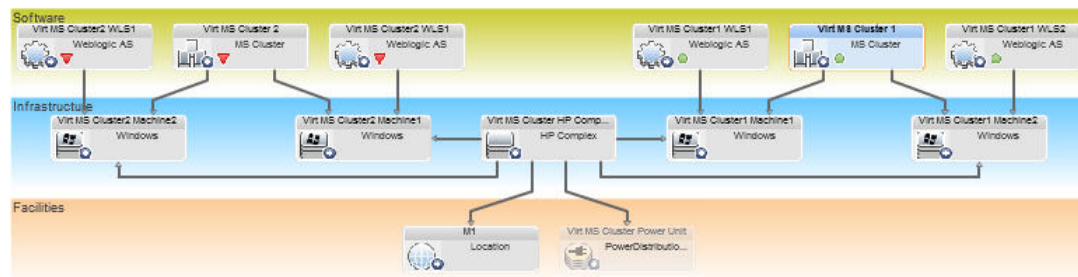 Software
Virt MS Cluster2 WLS1
Weblogic AS
Virt MS Cluster 2
MS Cluster
Virt MS Cluster2 WLS1
Weblogic AS
Virt MS Cluster1 WLS1
Weblogic AS
Virt MS Cluster 1
MS Cluster
Virt MS Cluster1 WLS2
Weblogic AS
Infrastructure
Virt MS Cluster2 Machine2
Windows
Virt MS Cluster2 Machine1
Windows
Virt MS Cluster HP Comp...
HP Complex
Virt MS Cluster1 Machine1
Windows
Virt MS Cluster1 Machine2
Windows
Facilities
M1
Location
Virt MS Cluster Power Unit
PowerDistributio...